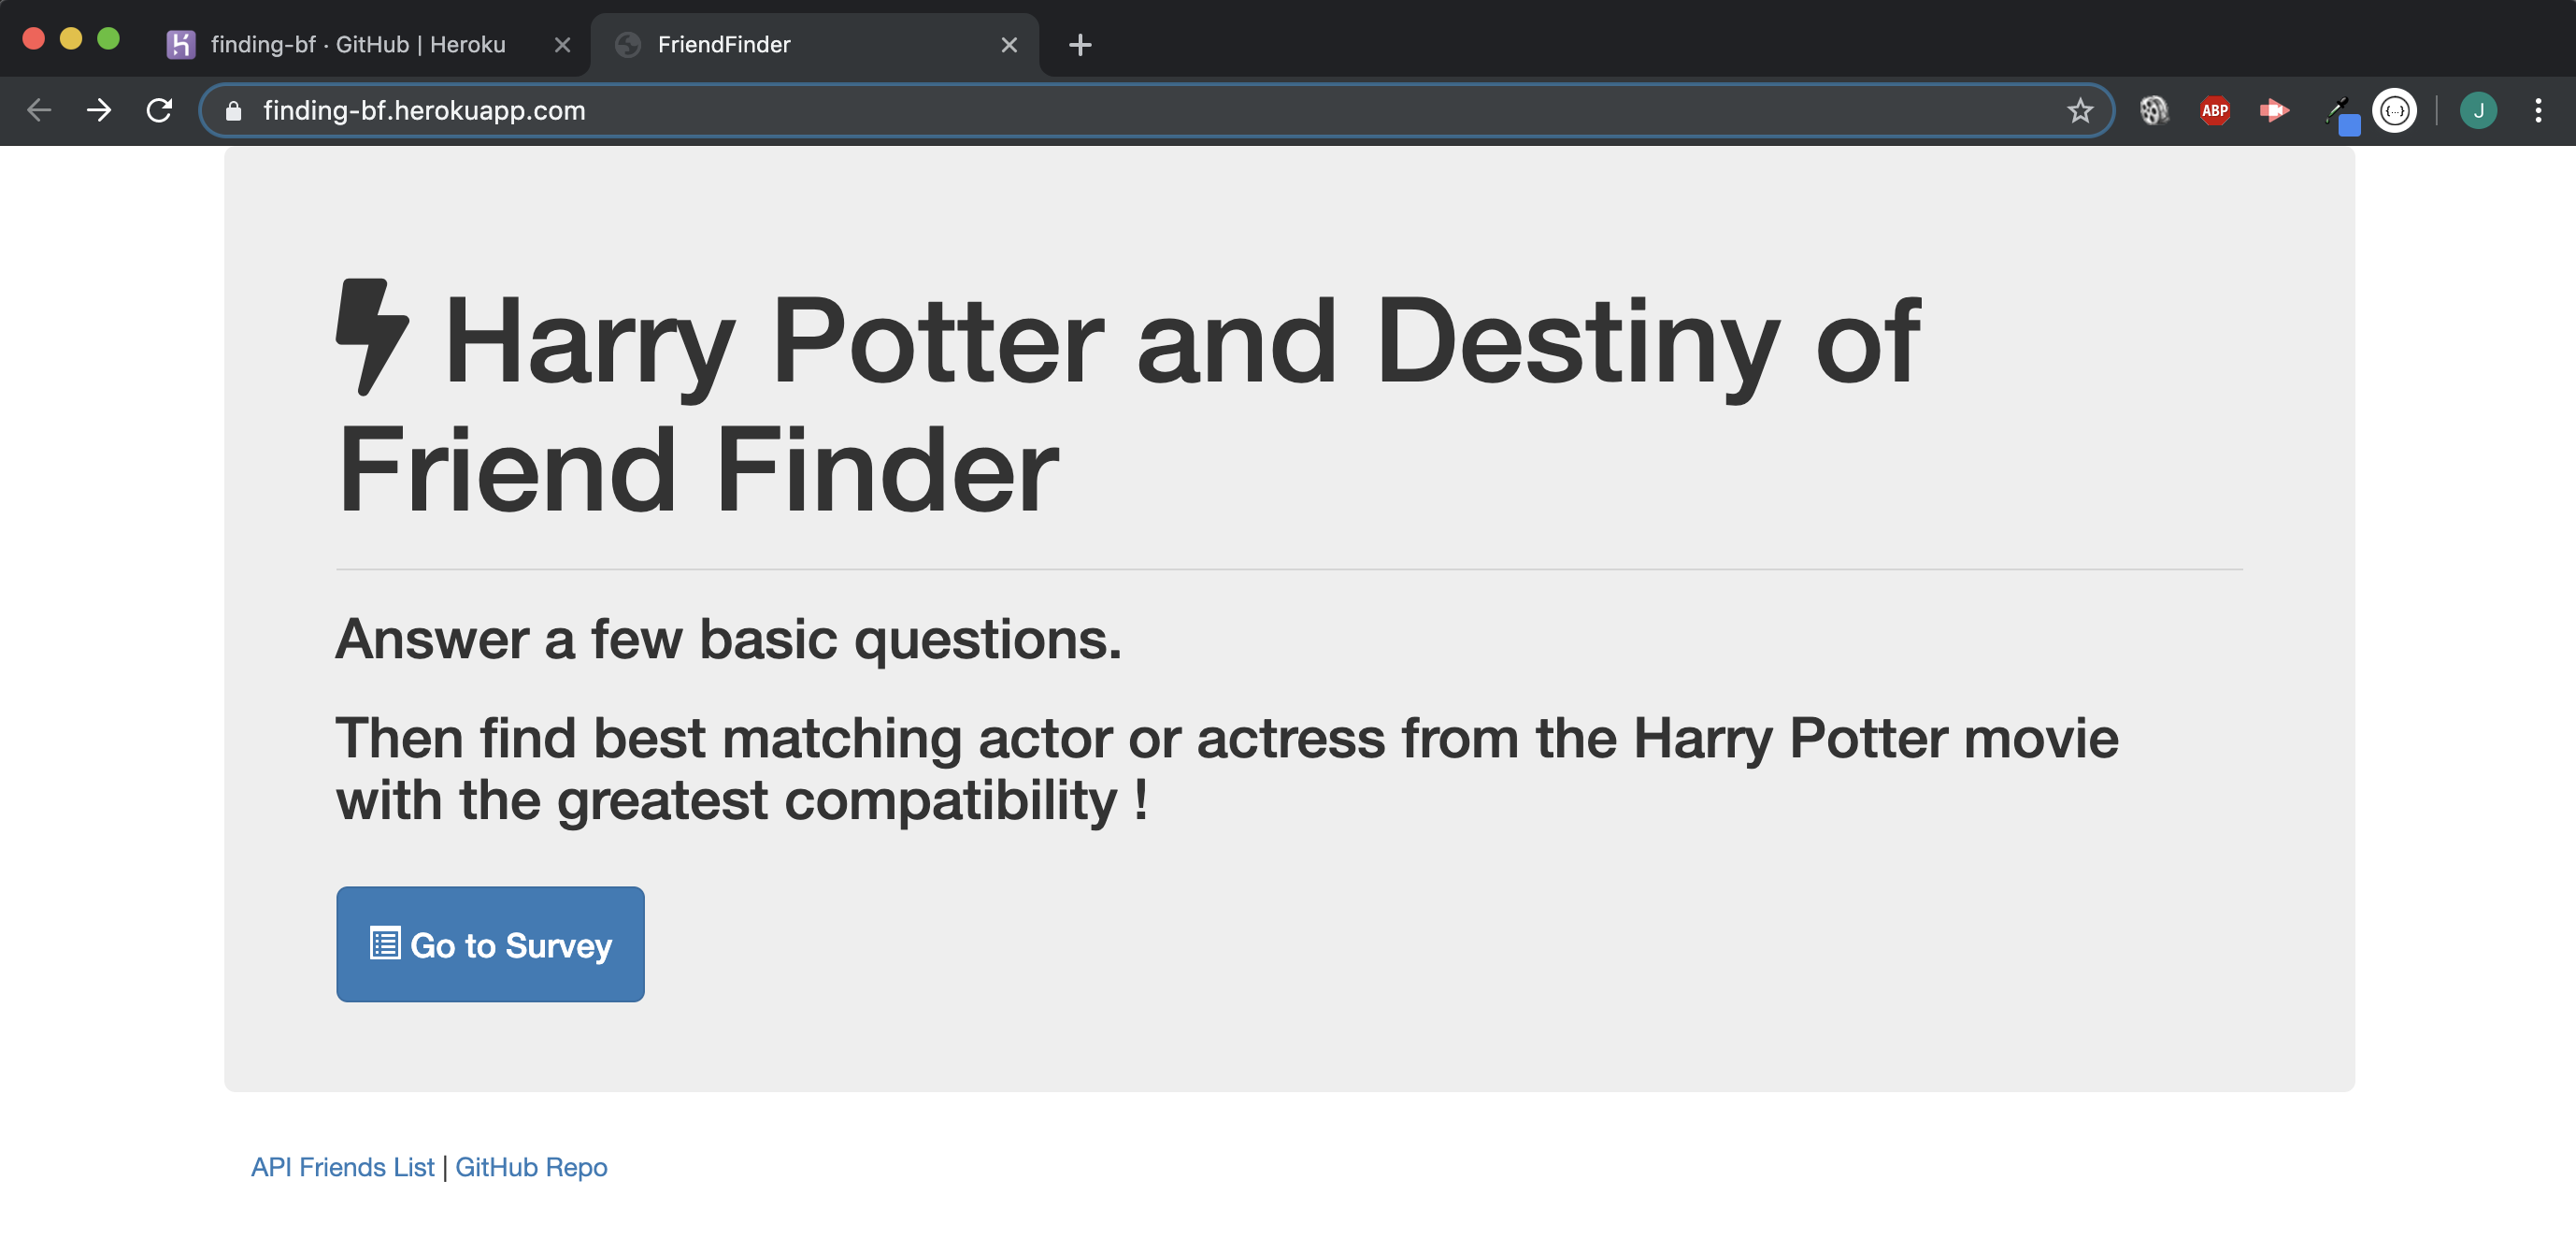 finding-bf · GitHub | Heroku
FriendFinder
finding-bf.herokuapp.com
ABP
{...}
J
Harry Potter and Destiny of
Friend Finder
Answer a few basic questions.
Then find best matching actor or actress from the Harry Potter movie
with the greatest compatibility !
Go to Survey
API Friends List | GitHub Repo